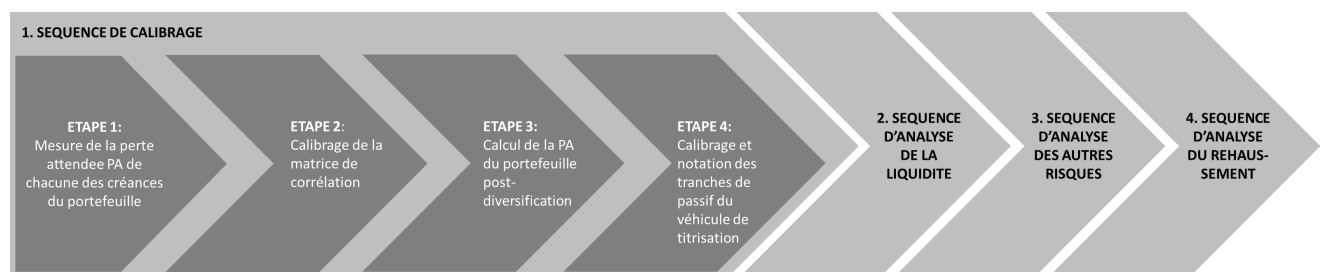 1. SEQUENCE DE CALIBRAGE
ETAPE 1:
Mesure de la perte
attendee PA de
chacune des créances
du portefeuille
ETAPE 2:
Calibrage de la
matrice de
corrélation
ETAPE 3:
Calcul de la PA
du portefeuille
post-
diversification
ETAPE 4:
Calibrage et
notation des
tranches de
passif du
véhicule de
titrisation
2. SEQUENCE
D'ANALYSE
DE LA
LIQUIDITE
3. SEQUENCE
D'ANALYSE
DES AUTRES
RISQUES
4. SEQUENCE
D'ANALYSE
DU REHAUS-
SEMENT